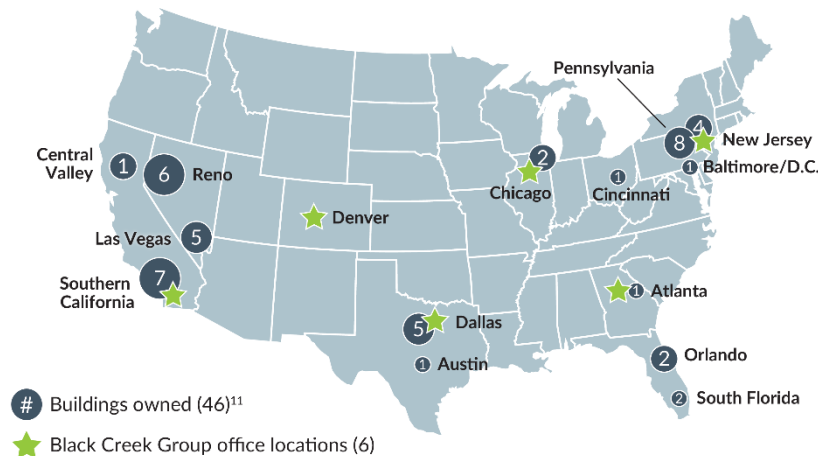 Pennsylvania
4
8
New Jersey
Central
Valley
1
6
Reno
2
Chicago
1
Cincinnati
1
Baltimore/D.C.
Denver
Las Vegas
5
Southern
California
7
1
Atlanta
5
Dallas
1
Austin
2
Orlando
2
South Florida
# Buildings owned (46)11
Black Creek Group office locations (6)